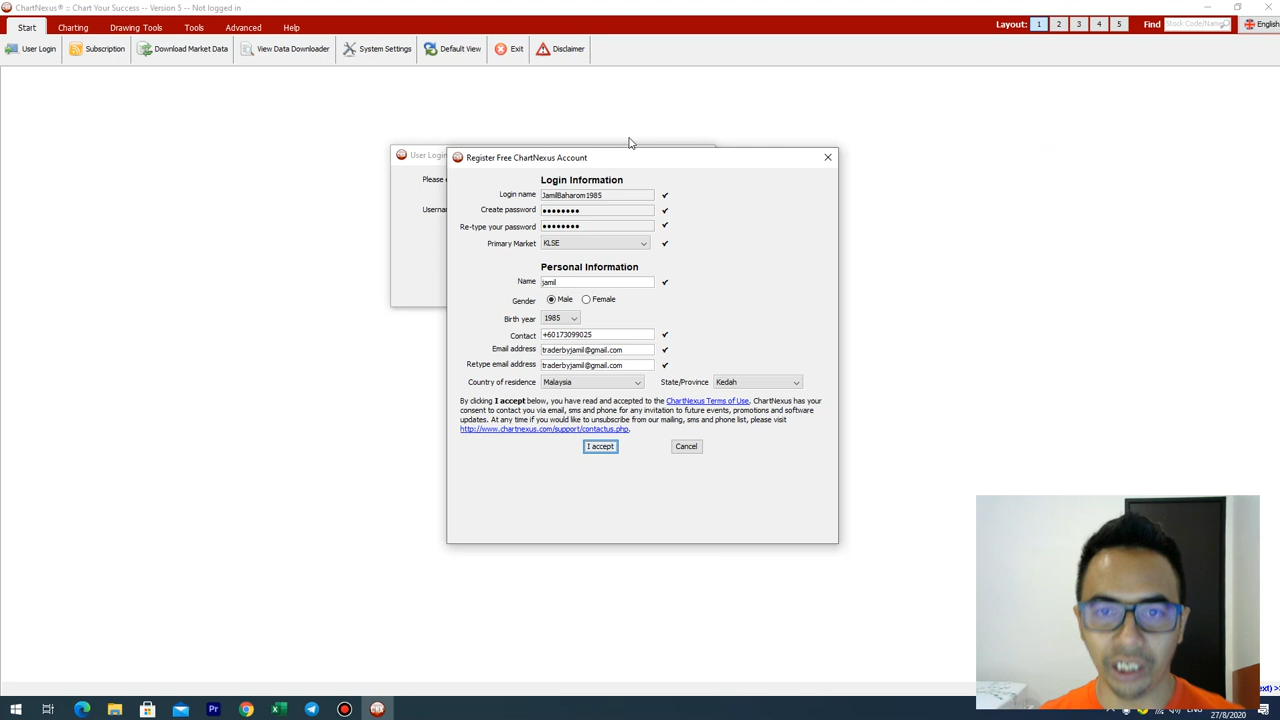 ChartNexus® :: Chart Your Success -- Version 5 -- Not logged in
Start Charting Drawing Tools Tools Advanced Help Layout: 1 2 3 4 5 Find Stock Code/Name English
User Login Subscription Download Market Data View Data Downloader System Settings Default View Exit Disclaimer
User Login
Please
Userna
Register Free ChartNexus Account
Login Information
Login name JamilBaharom1985
Create password ●●●●●●●●
Re-type your password ●●●●●●●●
Primary Market KLSE
Personal Information
Name jamil
Gender Male Female
Birth year 1985
Contact +60173099025
Email address traderbyjamil@gmail.com
Retype email address traderbyjamil@gmail.com
Country of residence Malaysia State/Province Kedah
By clicking I accept below, you have read and accepted to the ChartNexus Terms of Use. ChartNexus has your
consent to contact you via email, sms and phone for any invitation to future events, promotions and software
updates. At any time if you would like to unsubscribe from our mailing, sms and phone list, please visit
http://www.chartnexus.com/support/contactus.php.
I accept Cancel
27/8/2020